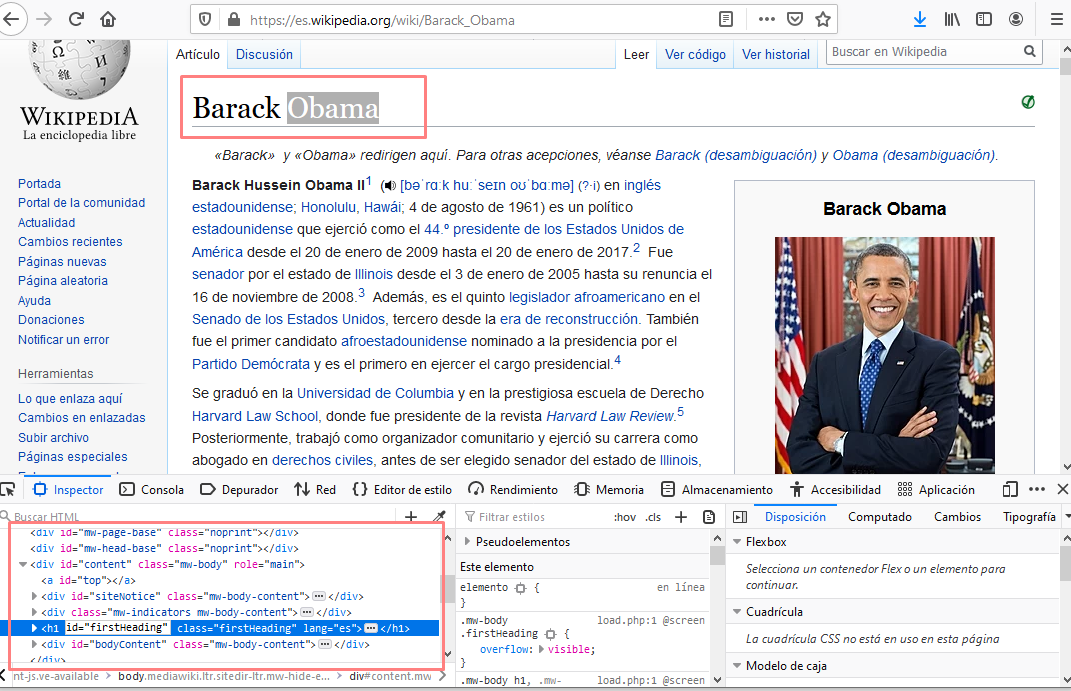 https://es.wikipedia.org/wiki/Barack_Obama
WIKIPEDIA
La enciclopedia libre
Artículo Discusión Leer Ver código Ver historial Buscar en Wikipedia
Barack Obama
«Barack» y «Obama» redirigen aquí. Para otras acepciones, véanse Barack (desambiguación) y Obama (desambiguación).
Barack Hussein Obama II1 ( [bəˈrɑːk huːˈseɪn oʊˈbɑːmə] (?·i) en inglés
estadounidense; Honolulu, Hawái; 4 de agosto de 1961) es un político
estadounidense que ejerció como el 44.º presidente de los Estados Unidos de
América desde el 20 de enero de 2009 hasta el 20 de enero de 2017.2 Fue
senador por el estado de Illinois desde el 3 de enero de 2005 hasta su renuncia el
16 de noviembre de 2008.3 Además, es el quinto legislador afroamericano en el
Senado de los Estados Unidos, tercero desde la era de reconstrucción. También
fue el primer candidato afroestadounidense nominado a la presidencia por el
Partido Demócrata y es el primero en ejercer el cargo presidencial.4
Se graduó en la Universidad de Columbia y en la prestigiosa escuela de Derecho
Harvard Law School, donde fue presidente de la revista Harvard Law Review.5
Posteriormente, trabajó como organizador comunitario y ejerció su carrera como
abogado en derechos civiles, antes de ser elegido senador del estado de Illinois,
Barack Obama
Portada
Portal de la comunidad
Actualidad
Cambios recientes
Páginas nuevas
Página aleatoria
Ayuda
Donaciones
Notificar un error
Herramientas
Lo que enlaza aquí
Cambios en enlazadas
Subir archivo
Páginas especiales
Inspector Consola Depurador Red Editor de estilo Rendimiento Memoria Almacenamiento Accesibilidad Aplicación
Buscar HTML
<div id="mw-page-base" class="noprint"></div>
<div id="mw-head-base" class="noprint"></div>
<div id="content" class="mw-body" role="main">
<a id="top"></a>
<div id="siteNotice" class="mw-body-content"></div>
<div class="mw-indicators mw-body-content"></div>
<h1 id="firstHeading" class="firstHeading" lang="es"></h1>
<div id="bodyContent" class="mw-body-content"></div>
</div>
nt-js.ve-available body.mediawiki.ltr.sitedir-ltr.mw-hide-e... div#content.mw
Filtrar estilos :hov .cls
Pseudoelementos
Este elemento
elemento { en línea
}
.mw-body load.php:1 @screen
.firstHeading {
overflow: visible;
}
.mw-body h1, .mw- load.php:1 @screen
Disposición Computado Cambios Tipografía
Flexbox
Selecciona un contenedor Flex o un elemento para
continuar.
Cuadrícula
La cuadrícula CSS no está en uso en esta página
Modelo de caja